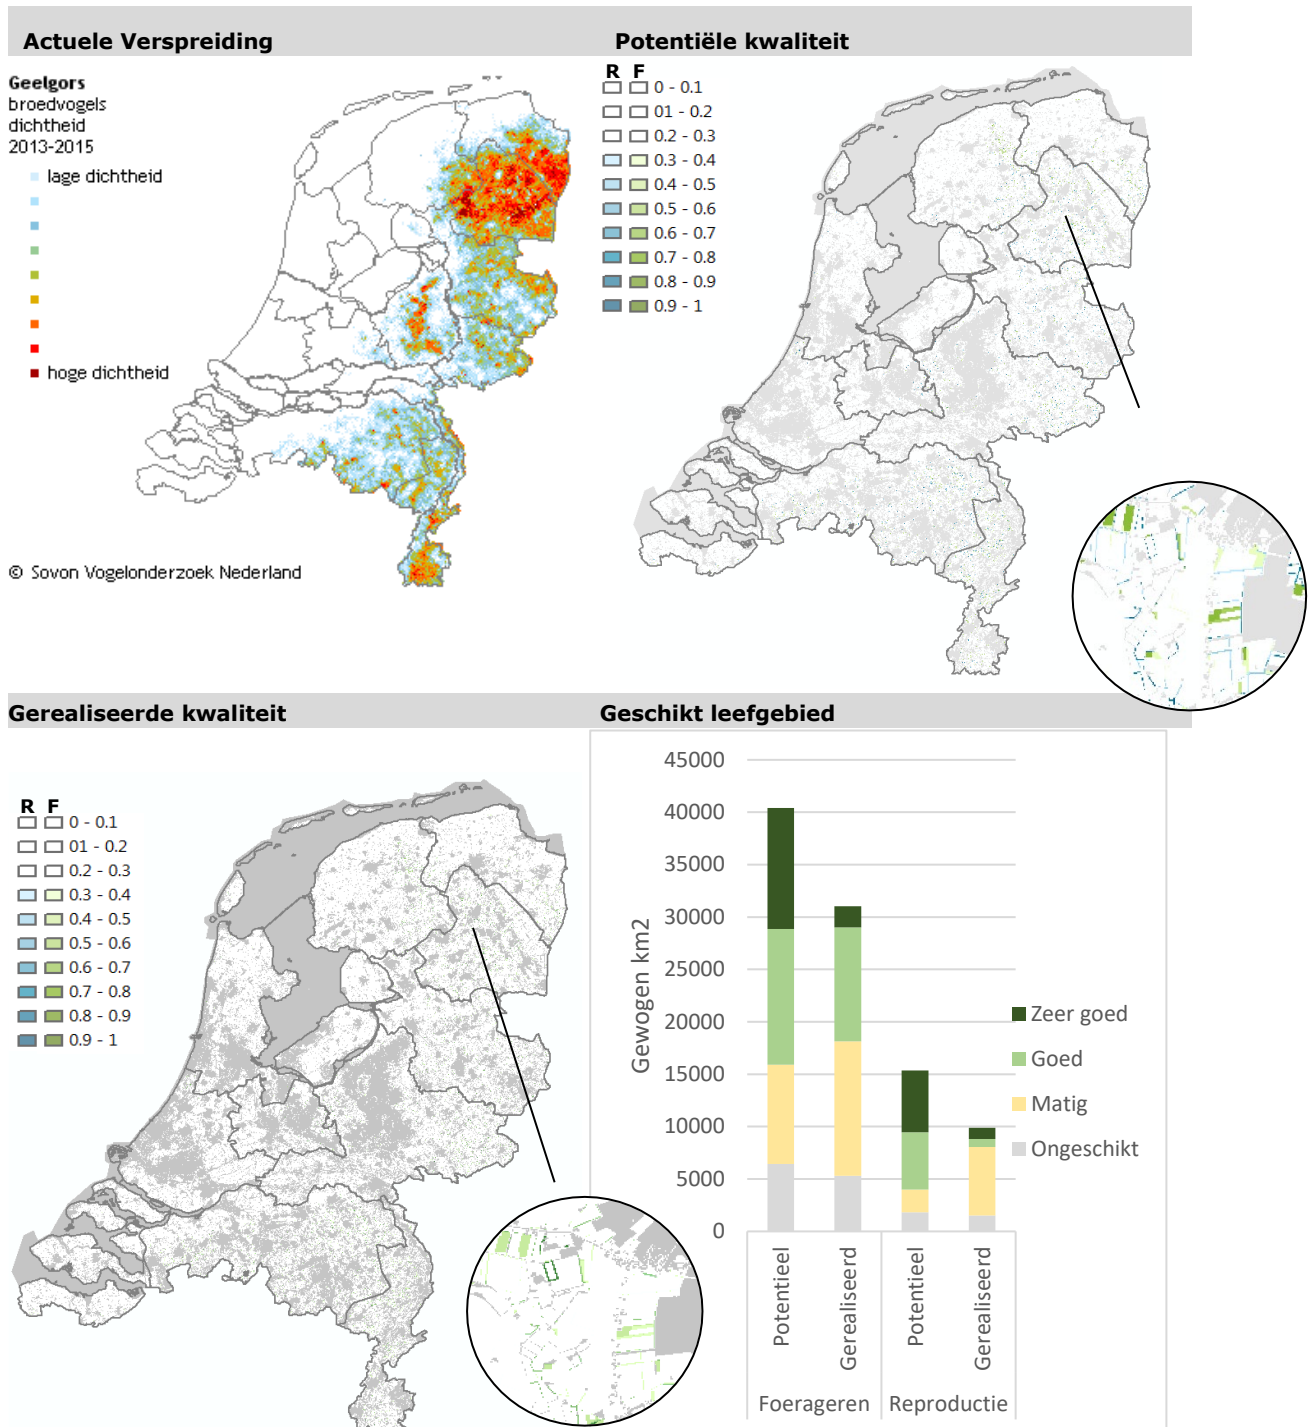 Actuele Verspreiding
Potentiële kwaliteit
Geelgors
broedvogels
dichtheid
2013-2015
lage dichtheid
hoge dichtheid
© Sovon Vogelonderzoek Nederland
R F
0 - 0.1
01 - 0.2
0.2 - 0.3
0.3 - 0.4
0.4 - 0.5
0.5 - 0.6
0.6 - 0.7
0.7 - 0.8
0.8 - 0.9
0.9 - 1
Gerealiseerde kwaliteit
Geschikt leefgebied
R F
0 - 0.1
01 - 0.2
0.2 - 0.3
0.3 - 0.4
0.4 - 0.5
0.5 - 0.6
0.6 - 0.7
0.7 - 0.8
0.8 - 0.9
0.9 - 1
Gewogen km2
45000
40000
35000
30000
25000
20000
15000
10000
5000
0
Zeer goed
Goed
Matig
Ongeschikt
Potentieel
Gerealiseerd
Potentieel
Gerealiseerd
Foerageren
Reproductie